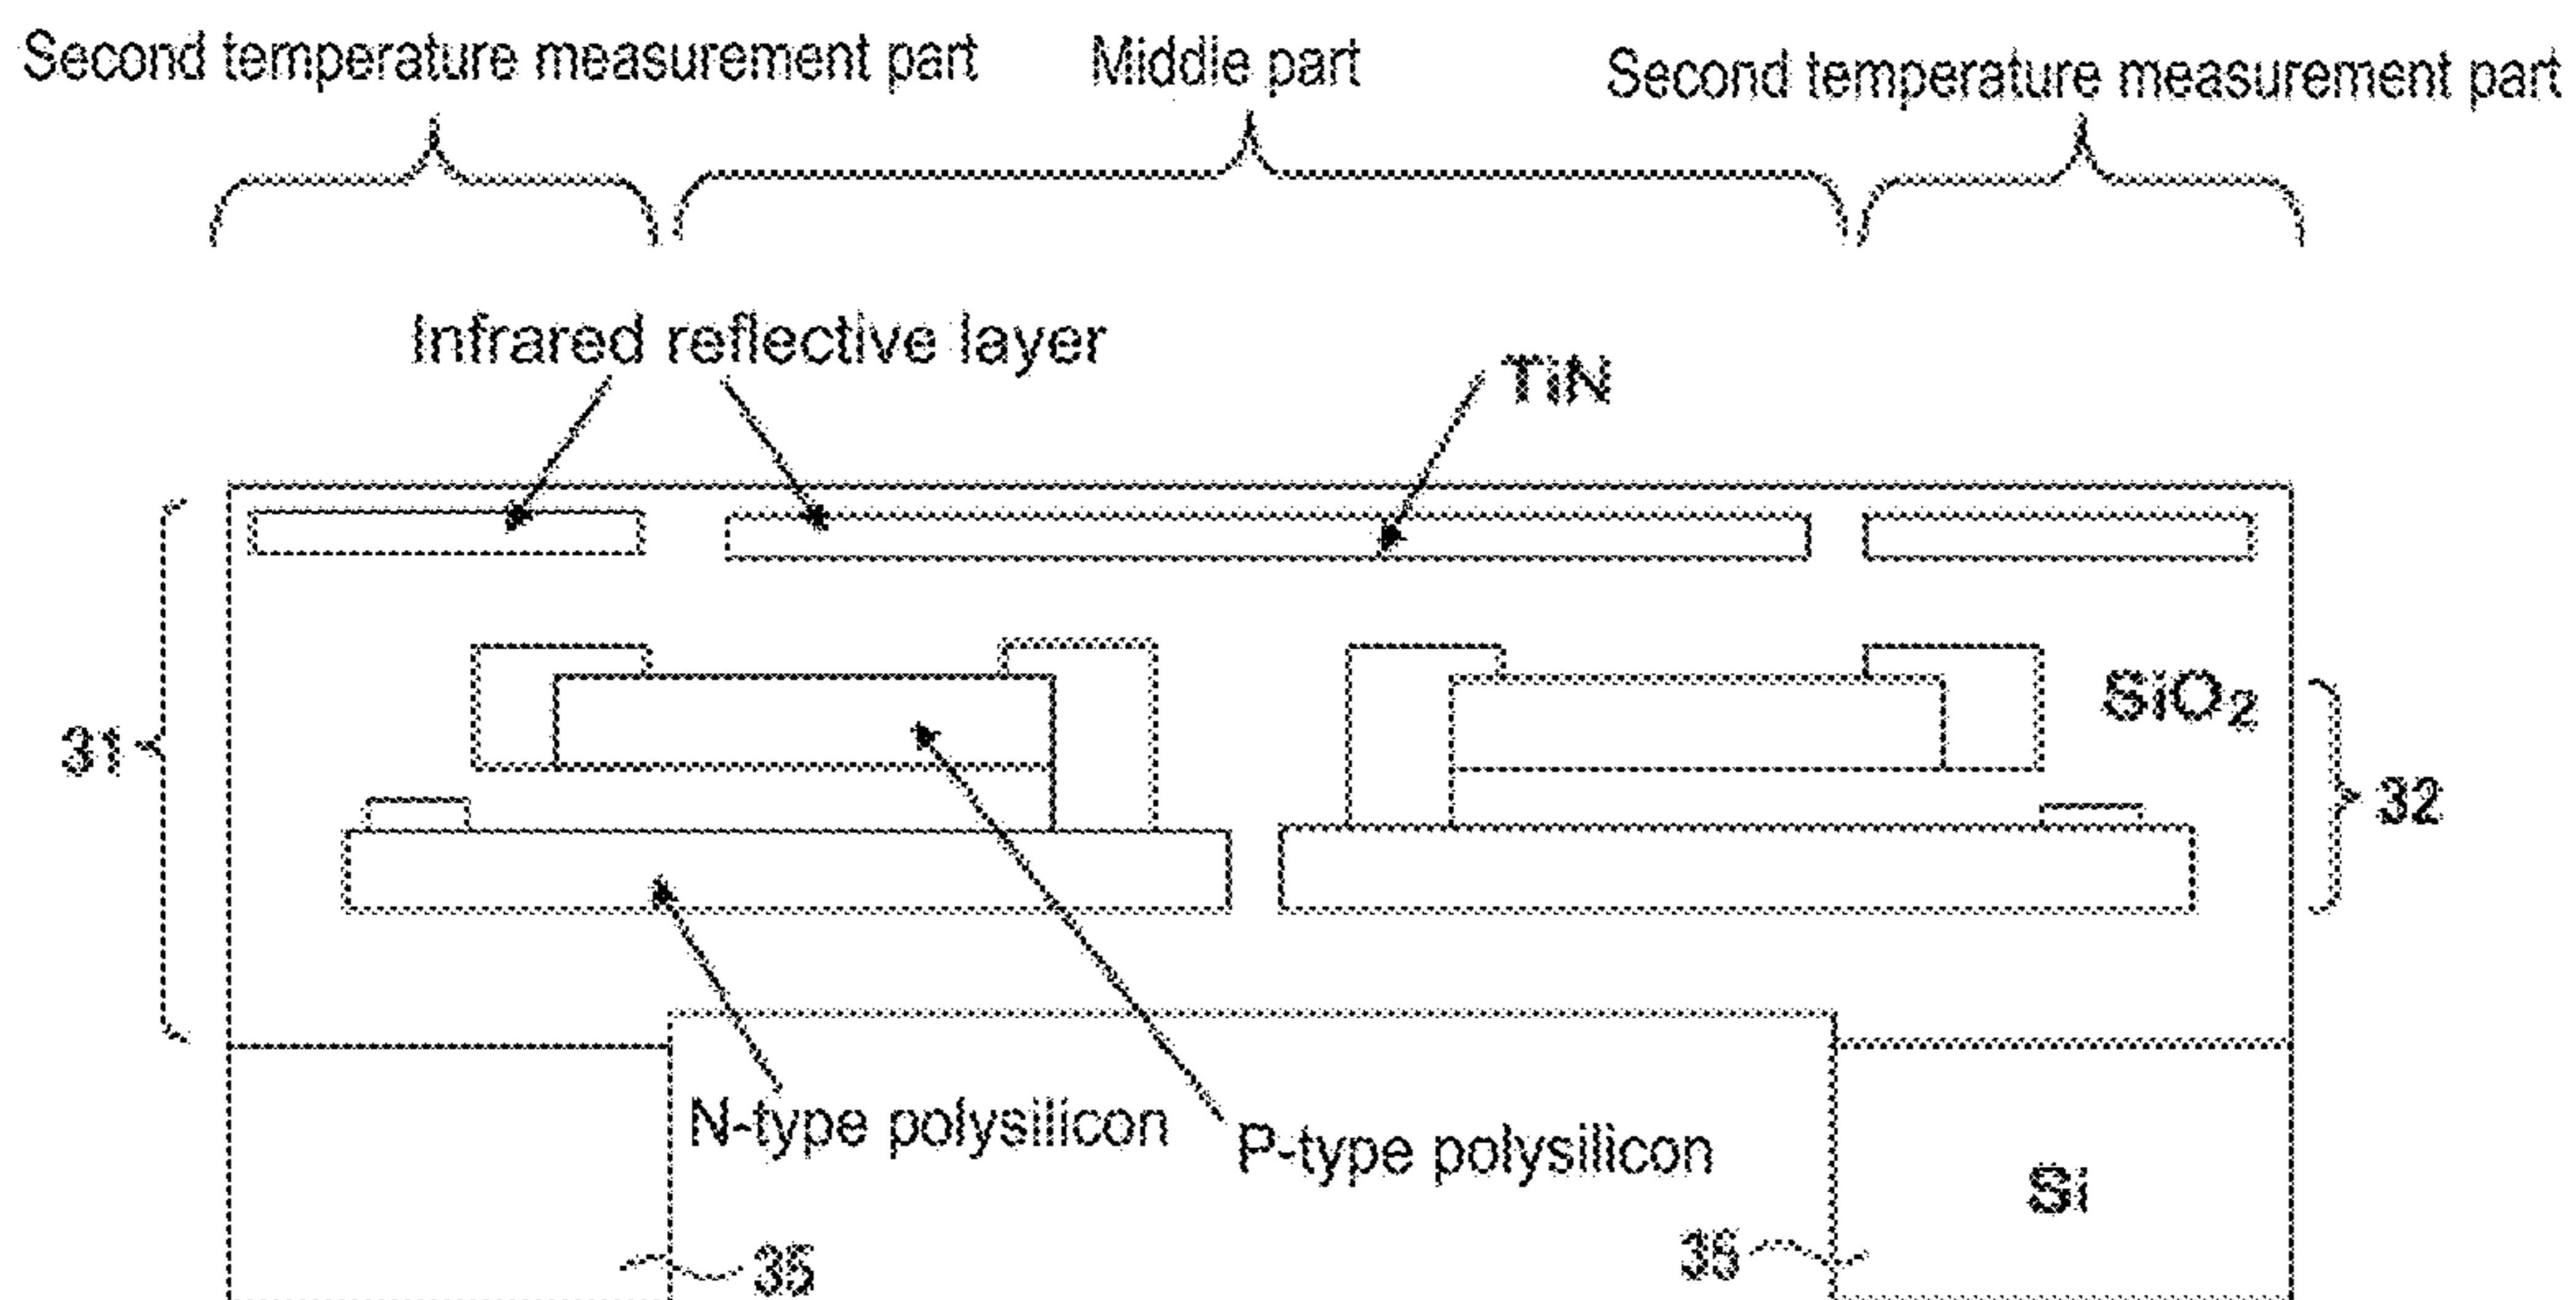 Second temperature measurement part
Middle part
Second temperature measurement part
Infrared reflective layer
TiN
SiO₂
31
32
N-type polysilicon
P-type polysilicon
Si
35
35